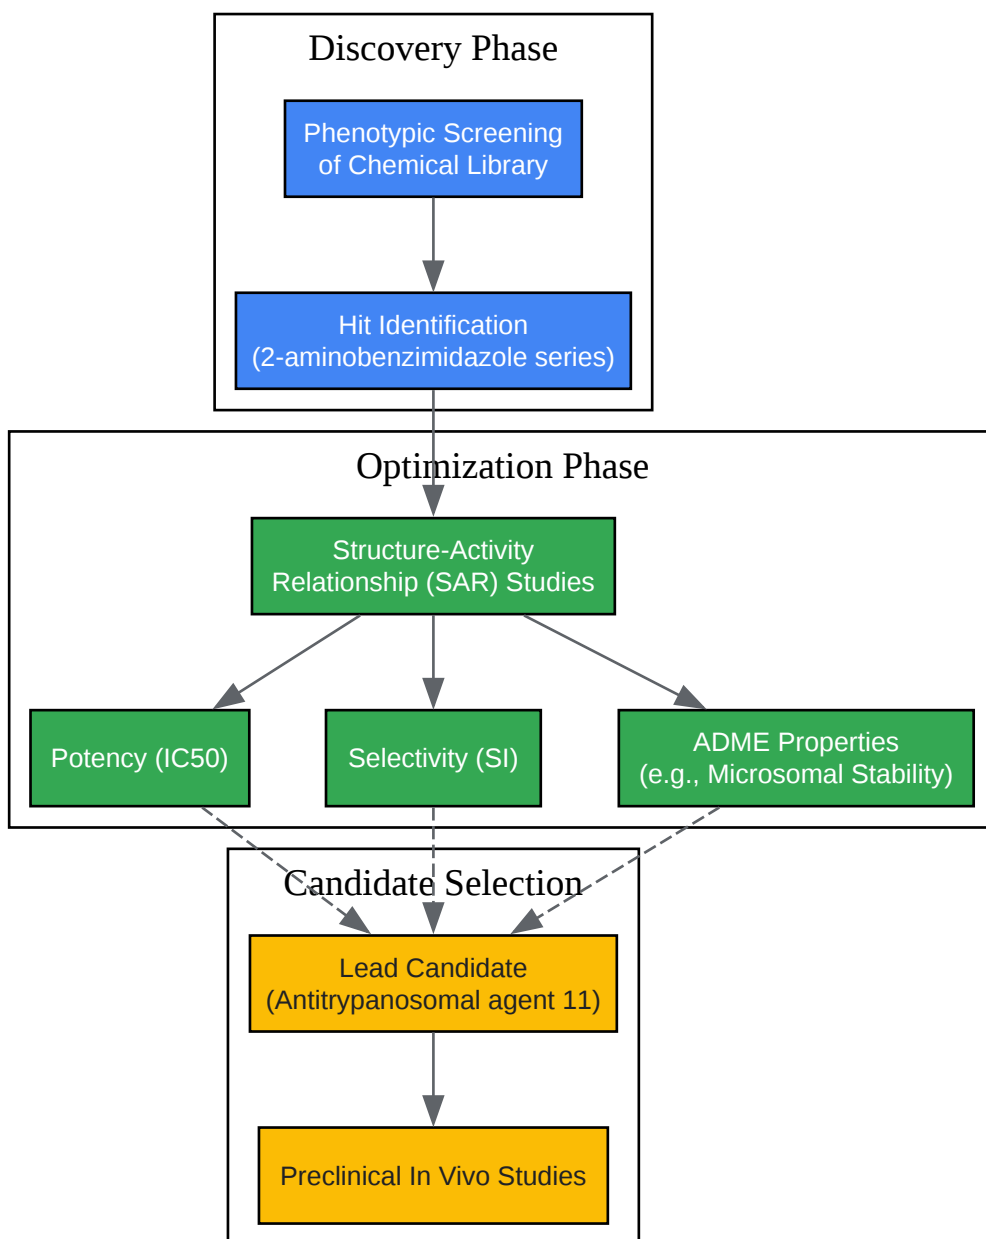 Discovery Phase
Phenotypic Screening
of Chemical Library
Hit Identification
(2-aminobenzimidazole series)
Optimization Phase
Structure-Activity
Relationship (SAR) Studies
Potency (IC50)
Selectivity (SI)
ADME Properties
(e.g., Microsomal Stability)
Candidate Selection
Lead Candidate
(Antitrypanosomal agent 11)
Preclinical In Vivo Studies